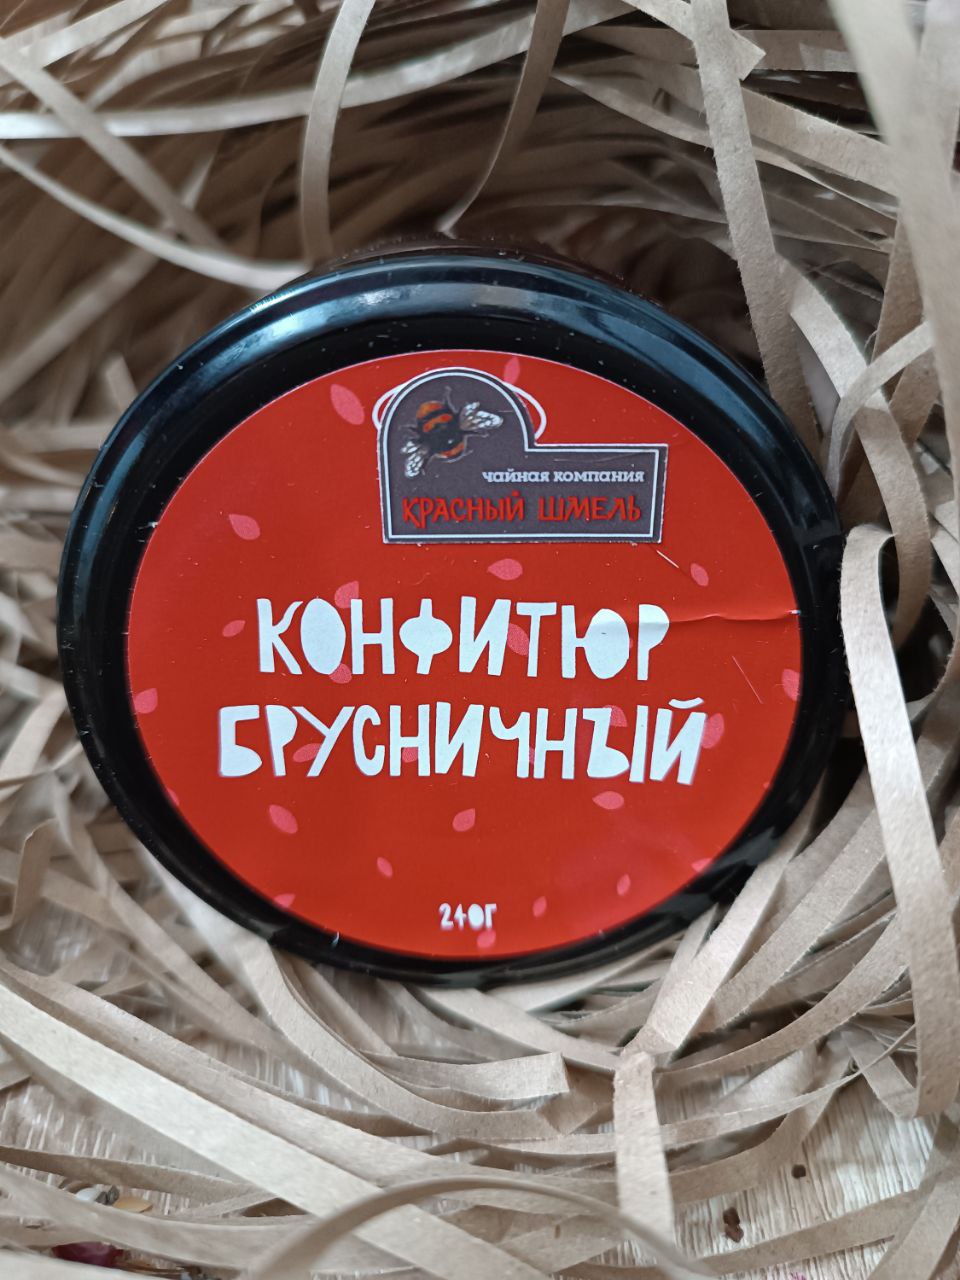 чайная компания
КРАСНЫЙ ШМЕЛЬ
КОНФИТЮР
БРУСНИЧНЫЙ
240Г